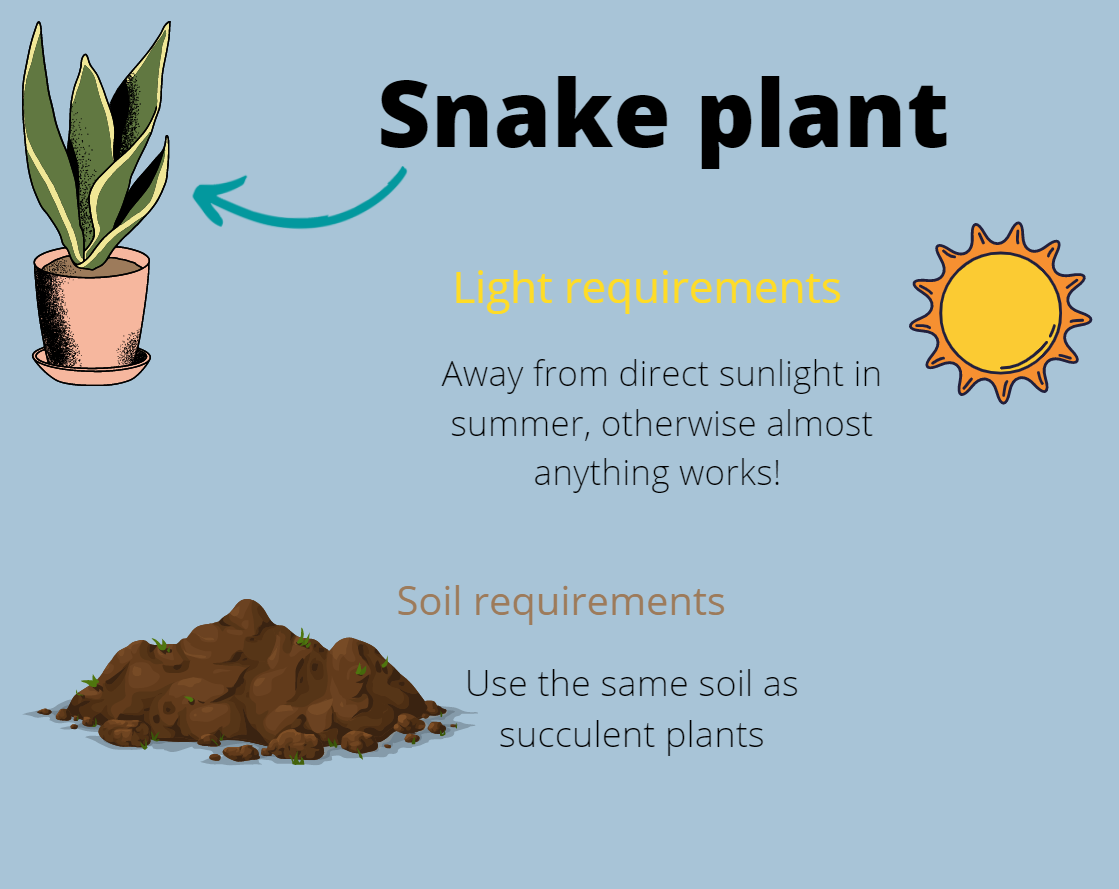 Snake plant
Light requirements
Away from direct sunlight in
summer, otherwise almost
anything works!
Soil requirements
Use the same soil as
succulent plants